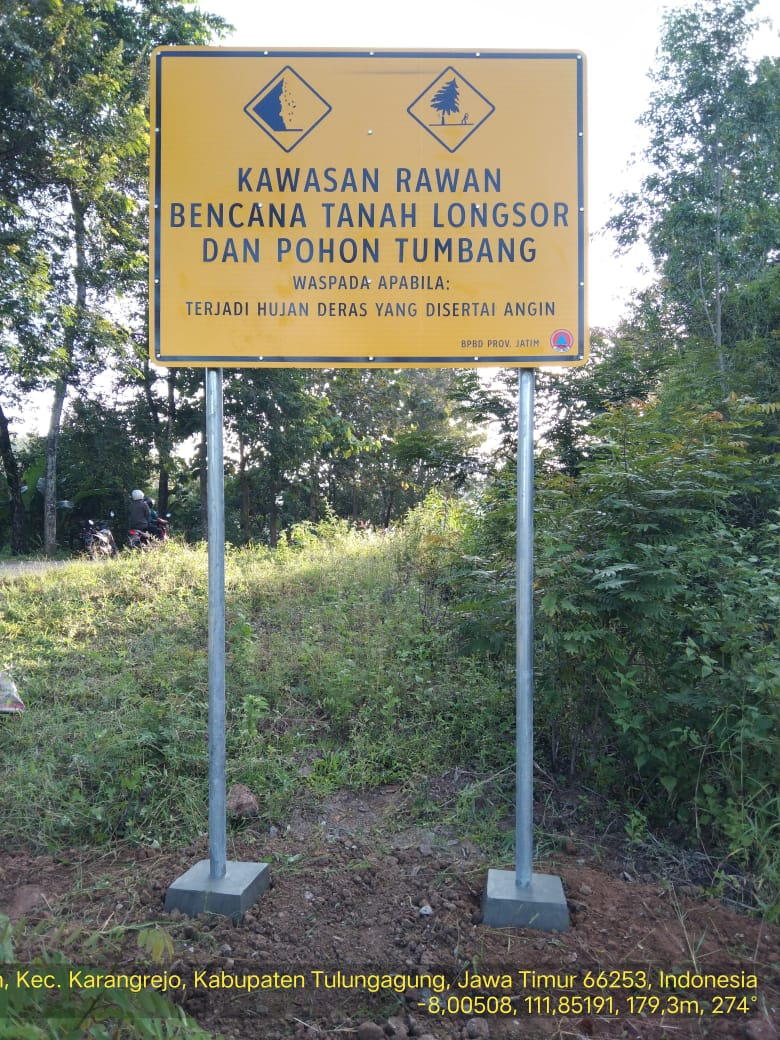 KAWASAN RAWAN
BENCANA TANAH LONGSOR
DAN POHON TUMBANG
WASPADA APABILA:
TERJADI HUJAN DERAS YANG DISERTAI ANGIN
BPBD PROV. JATIM
Kec. Karangrejo, Kabupaten Tulungagung, Jawa Timur 66253, Indonesia
-8,00508, 111,85191, 179,3m, 274°